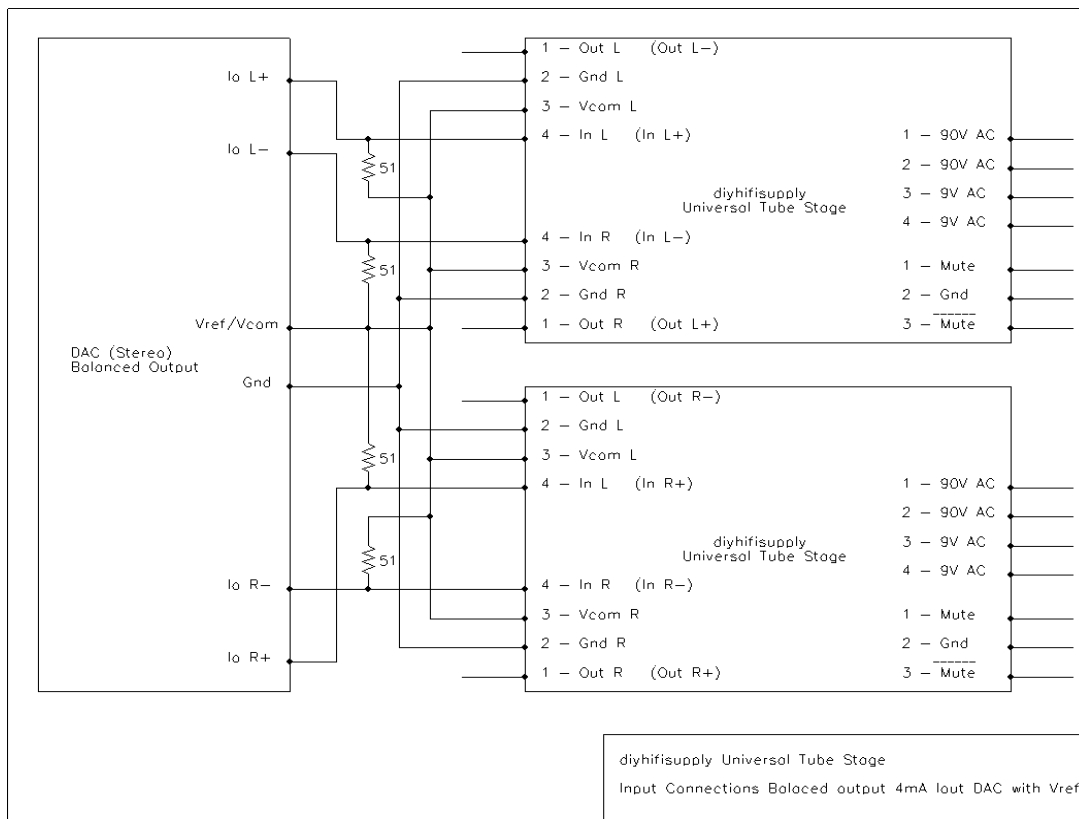 Io L+
Io L−
Vref/Vcom
DAC (Stereo)
Balanced Output
Gnd
Io R−
Io R+
51
51
51
51
1 − Out L (Out L−)
2 − Gnd L
3 − Vcom L
4 − In L (In L+)
diyhifisupply
Universal Tube Stage
4 − In R (In L−)
3 − Vcom R
2 − Gnd R
1 − Out R (Out L+)
1 − 90V AC
2 − 90V AC
3 − 9V AC
4 − 9V AC
1 − Mute
2 − Gnd
3 − Mute
1 − Out L (Out R−)
2 − Gnd L
3 − Vcom L
4 − In L (In R+)
diyhifisupply
Universal Tube Stage
4 − In R (In R−)
3 − Vcom R
2 − Gnd R
1 − Out R (Out R+)
1 − 90V AC
2 − 90V AC
3 − 9V AC
4 − 9V AC
1 − Mute
2 − Gnd
3 − Mute
diyhifisupply Universal Tube Stage
Input Connections Balaced output 4mA Iout DAC with Vref